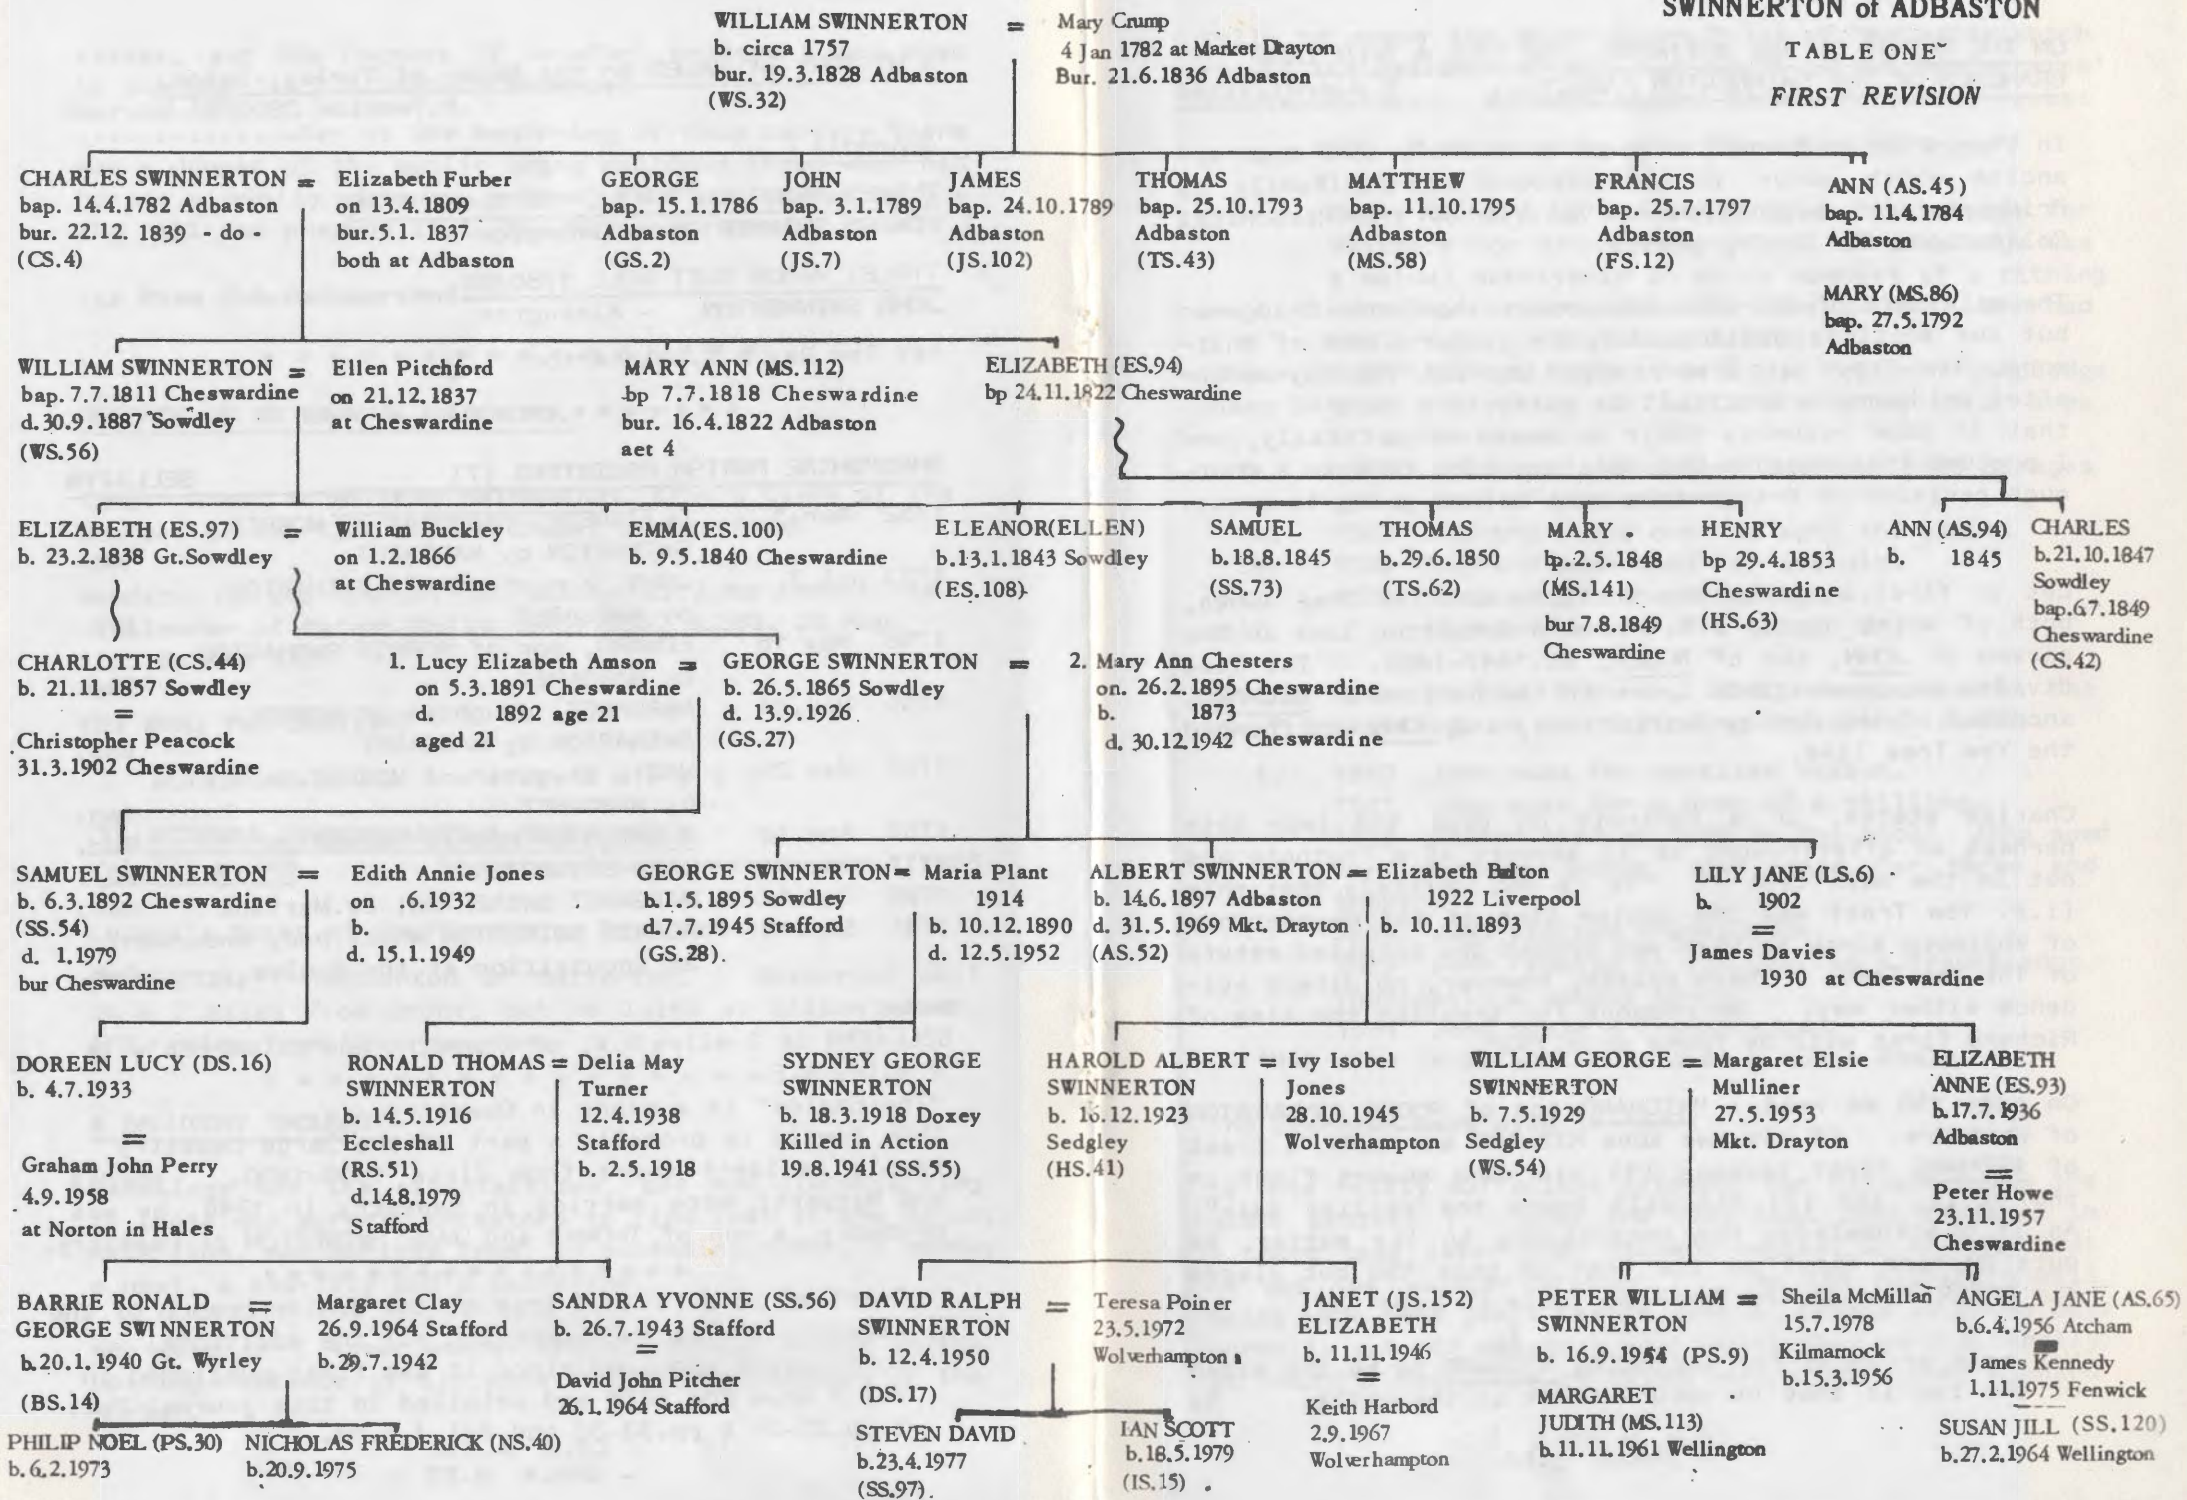 SWINNERTON of ADBASTON
TABLE ONE
FIRST REVISION
WILLIAM SWINNERTON = Mary Crump
b. circa 1757
bur. 19.3.1828 Adbaston
(WS.32)
4 Jan 1782 at Market Drayton
Bur. 21.6.1836 Adbaston
CHARLES SWINNERTON =
bap. 14.4.1782 Adbaston
bur. 22.12. 1839 - do -
(CS.4)
Elizabeth Furber
on 13.4.1809
bur.5.1. 1837
both at Adbaston
GEORGE
bap. 15.1.1786
Adbaston
(GS.2)
JOHN
bap. 3.1.1789
Adbaston
(JS.7)
JAMES
bap. 24.10.1789
Adbaston
(JS.102)
THOMAS
bap. 25.10.1793
Adbaston
(TS.43)
MATTHEW
bap. 11.10.1795
Adbaston
(MS.58)
FRANCIS
bap. 25.7.1797
Adbaston
(FS.12)
ANN (AS.45)
bap. 11.4.1784
Adbaston
MARY (MS.86)
bap. 27.5.1792
Adbaston
WILLIAM SWINNERTON =
bap. 7.7.1811 Cheswardine
d.30.9.1887 Sowdley
(WS.56)
Ellen Pitchford
on 21.12.1837
at Cheswardine
MARY ANN (MS.112)
bp 7.7.1818 Cheswardine
bur. 16.4.1822 Adbaston
aet 4
ELIZABETH (ES.94)
bp 24.11.1822 Cheswardine
ELIZABETH (ES.97) =
b. 23.2.1838 Gt.Sowdley
William Buckley
on 1.2.1866
at Cheswardine
EMMA(ES.100)
b. 9.5.1840 Cheswardine
ELEANOR(ELLEN)
b.13.1.1843 Sowdley
(ES.108)
SAMUEL
b.18.8.1845
(SS.73)
THOMAS
b.29.6.1850
(TS.62)
MARY .
bp.2.5.1848
(MS.141)
bur 7.8.1849
Cheswardine
HENRY
bp 29.4.1853
Cheswardine
(HS.63)
ANN (AS.94)
b. 1845
CHARLES
b.21.10.1847
Sowdley
bap.6.7.1849
Cheswardine
(CS.42)
CHARLOTTE (CS.44)
b. 21.11.1857 Sowdley
=
Christopher Peacock
31.3.1902 Cheswardine
1. Lucy Elizabeth Amson =
on 5.3.1891 Cheswardine
d. 1892 age 21
aged 21
GEORGE SWINNERTON =
b. 26.5.1865 Sowdley
d. 13.9.1926.
(GS.27)
2. Mary Ann Chesters
on. 26.2.1895 Cheswardine
b. 1873
d. 30.12.1942 Cheswardine
SAMUEL SWINNERTON =
b. 6.3.1892 Cheswardine
(SS.54)
d. 1.1979
bur Cheswardine
Edith Annie Jones
on .6.1932
b.
d. 15.1.1949
GEORGE SWINNERTON=
b.1.5.1895 Sowdley
d.7.7.1945 Stafford
(GS.28).
Maria Plant
1914
b. 10.12.1890
d. 12.5.1952
ALBERT SWINNERTON =
b. 14.6.1897 Adbaston
d. 31.5.1969 Mkt. Drayton
(AS.52)
Elizabeth
1922 Liverpool
b. 10.11.1893
LILY JANE (LS.6)
b. 1902
=
James Davies
1930 at Cheswardine
DOREEN LUCY (DS.16)
b. 4.7.1933
=
Graham John Perry
4.9.1958
at Norton in Hales
RONALD THOMAS =
SWINNERTON
b. 14.5.1916
Eccleshall
(RS.51)
d.14.8.1979
Stafford
Delia May
Turner
12.4.1938
Stafford
b. 2.5.1918
SYDNEY GEORGE
SWINNERTON
b. 18.3.1918 Doxey
Killed in Action
19.8.1941 (SS.55)
HAROLD ALBERT =
SWINNERTON
b. 16.12.1923
Sedgley
(HS.41)
Ivy Isobel
Jones
28.10.1945
Wolverhampton
WILLIAM GEORGE =
SWINNERTON
b. 7.5.1929
Sedgley
(WS.54)
Margaret Elsie
Mulliner
27.5.1953
Mkt. Drayton
ELIZABETH
ANNE (ES.93)
b.17.7.1936
Adbaston
=
Peter Howe
23.11.1957
Cheswardine
BARRIE RONALD =
GEORGE SWINNERTON
b.20.1.1940 Gt. Wyrley
(BS.14)
Margaret Clay
26.9.1964 Stafford
b.29.7.1942
SANDRA YVONNE (SS.56)
b. 26.7.1943 Stafford
=
David John Pitcher
26.1.1964 Stafford
DAVID RALPH =
SWINNERTON
b. 12.4.1950
(DS.17)
Teresa Poiner
23.5.1972
Wolverhampton
JANET (JS.152)
ELIZABETH
b. 11.11.1946
=
Keith Harbord
2.9.1967
Wolverhampton
PETER WILLIAM =
SWINNERTON
b. 16.9.1954 (PS.9)
Sheila McMillan
15.7.1978
Kilmarnock
b.15.3.1956
ANGELA JANE (AS.65)
b.6.4.1956 Atcham
James Kennedy
1.11.1975 Fenwick
MARGARET
JUDITH (MS.113)
b.11.11.1961 Wellington
SUSAN JILL (SS.120)
b.27.2.1964 Wellington
PHILIP NOEL (PS.30)
b.6.2.1973
NICHOLAS FREDERICK (NS.40)
b.20.9.1975
STEVEN DAVID
b.23.4.1977
(SS.97).
IAN SCOTT
b.18.5.1979
(IS.15) .